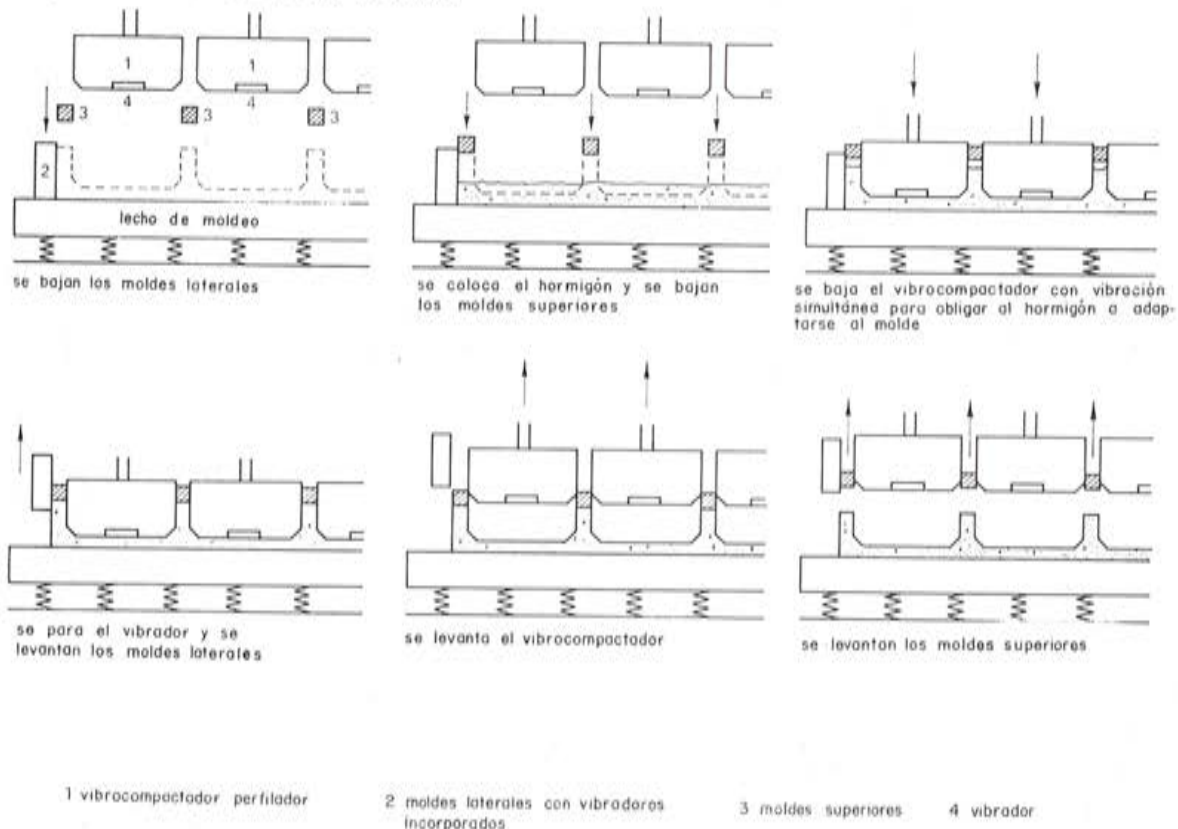 1
1
4
4
3
3
3
2
lecho de moldeo
se bajan los moldes laterales
se coloca el hormigón y se bajan
los moldes superiores
se baja el vibrocompactador con vibración
simultánea para obligar al hormigón a adap-
tarse al molde
se para el vibrador y se
levantan los moldes laterales
se levanta el vibrocompactador
se levantan los moldes superiores
1 vibrocompactador perfilador
2 moldes laterales con vibradores
incorporados
3 moldes superiores
4 vibrador